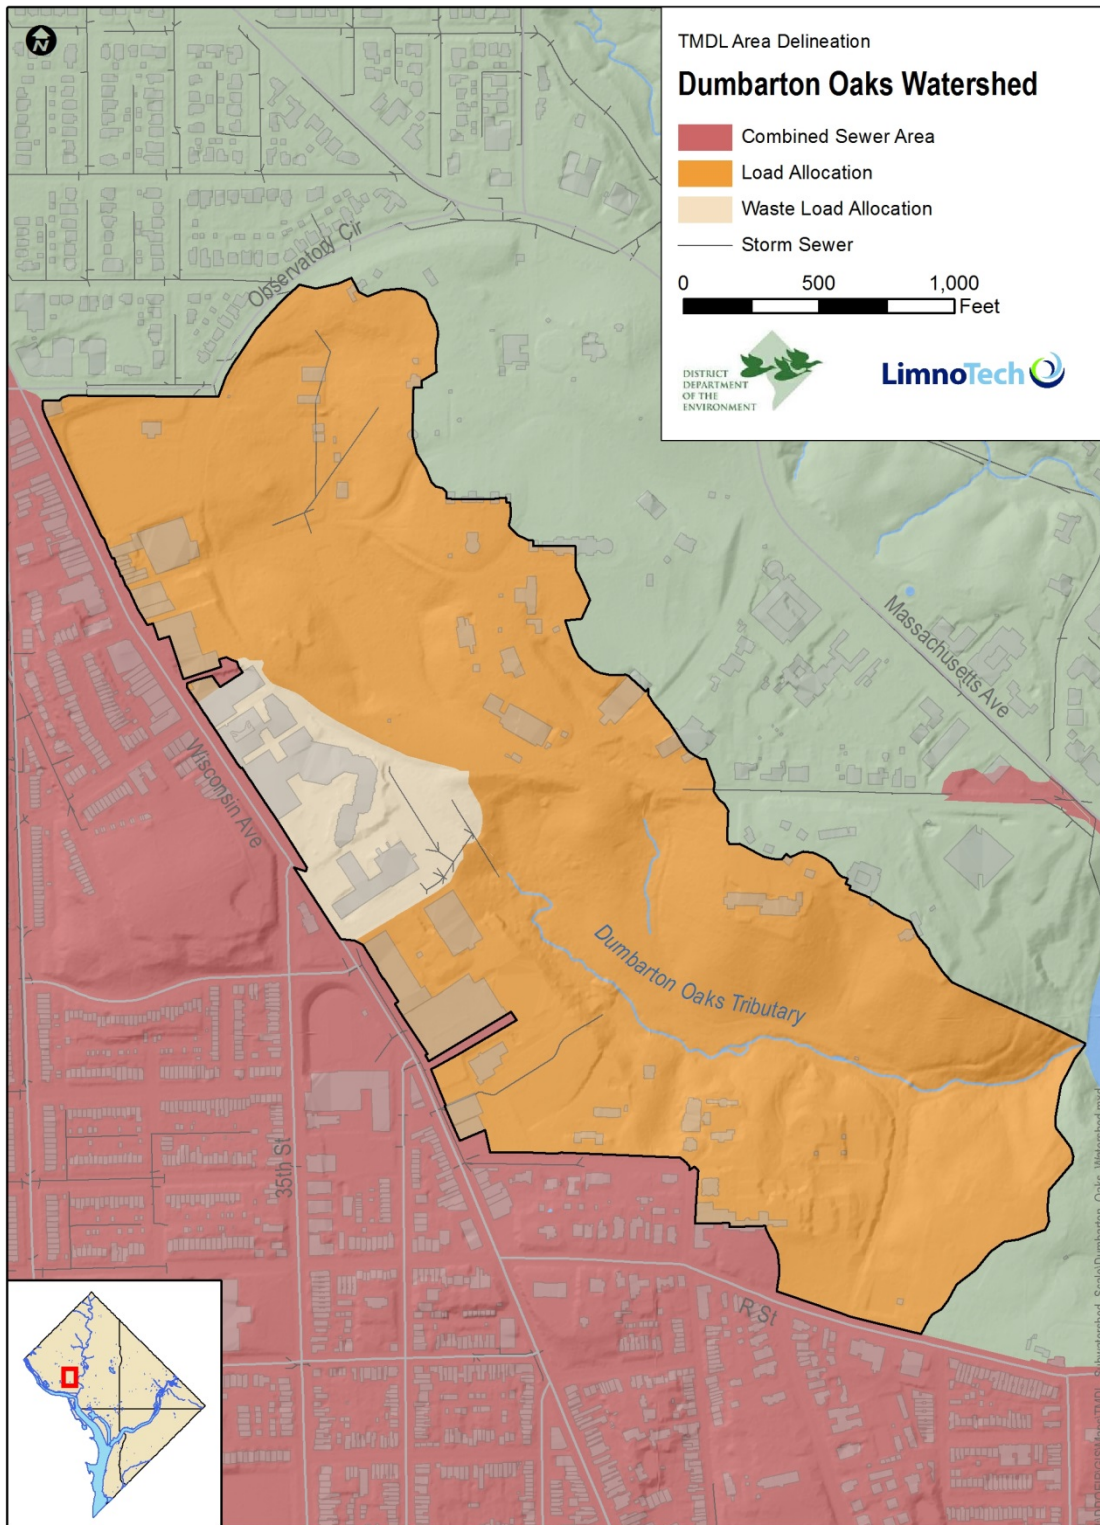 N
TMDL Area Delineation
Dumbarton Oaks Watershed
Combined Sewer Area
Load Allocation
Waste Load Allocation
Storm Sewer
0 500 1,000
Feet
DISTRICT
DEPARTMENT
OF THE
ENVIRONMENT
LimnoTech
Observatory Cir
Massachusetts Ave
Wisconsin Ave
Dumbarton Oaks Tributary
35th St
R St